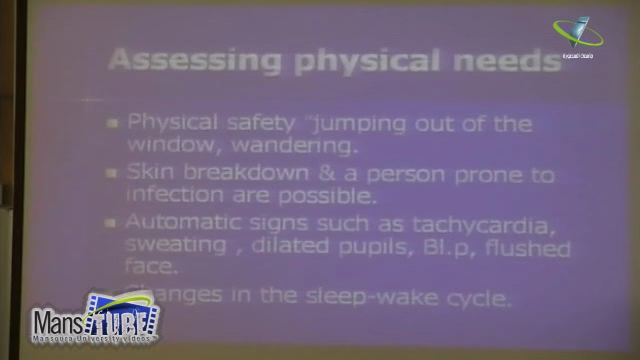 Assessing physical needs
Physical safety "jumping out of the
window, wandering.
Skin breakdown & a person prone to
infection are possible.
Automatic signs such as tachycardia,
sweating , dilated pupils, Bl.p, flushed
face.
Changes in the sleep-wake cycle.
Mans TUBE
Mansoura University videos